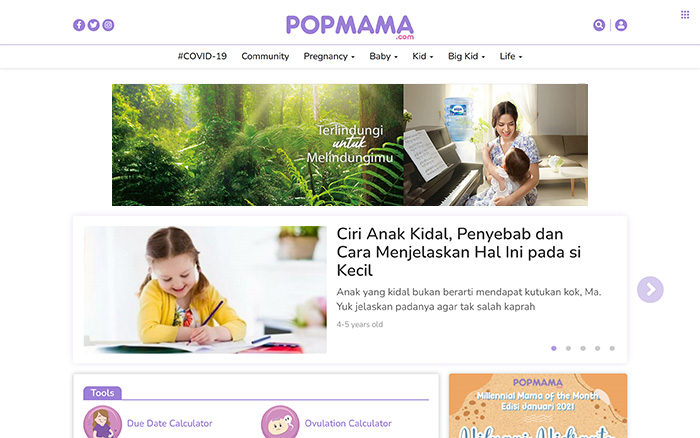 POPMAMA
.com
#COVID-19 Community Pregnancy Baby Kid Big Kid Life
Terlindungi
untuk
Melindungimu
Ciri Anak Kidal, Penyebab dan
Cara Menjelaskan Hal Ini pada si
Kecil
Anak yang kidal bukan berarti mendapat kutukan kok, Ma.
Yuk jelaskan padanya agar tak salah kaprah
4-5 years old
Tools
Due Date Calculator
Ovulation Calculator
POPMAMA
Millennial Mama of the Month
Edisi Januari 2021